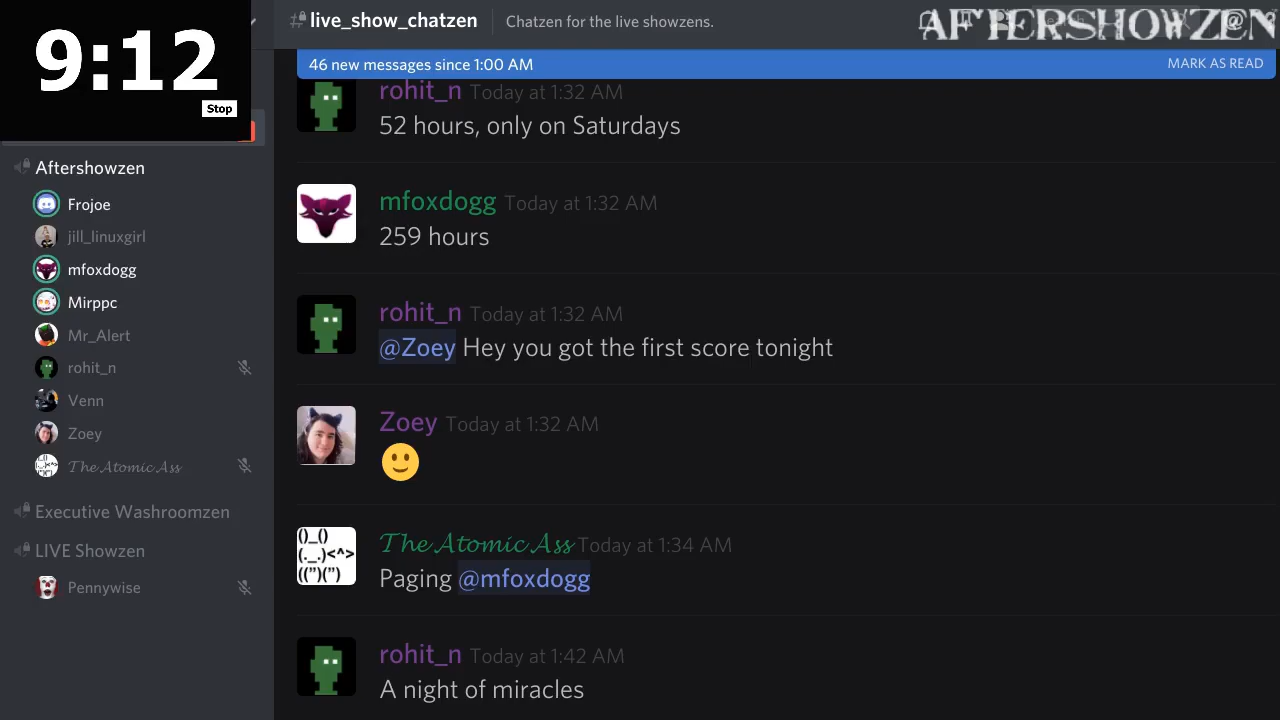 9:12
Stop
Aftershowzen
Frojoe
jill_linuxgirl
mfoxdogg
Mirppc
Mr_Alert
rohit_n
Venn
Zoey
𝒯𝒽𝑒 𝒜𝓉𝑜𝓂𝒾𝒸 𝒜𝓈𝓈
Executive Washroomzen
LIVE Showzen
Pennywise
live_show_chatzen
Chatzen for the live showzens.
AFTERSHOWZEN
46 new messages since 1:00 AM
MARK AS READ
rohit_n Today at 1:32 AM
52 hours, only on Saturdays
mfoxdogg Today at 1:32 AM
259 hours
rohit_n Today at 1:32 AM
@Zoey Hey you got the first score tonight
Zoey Today at 1:32 AM
()_()
(._.)<^>
((")(")
𝒯𝒽𝑒 𝒜𝓉𝑜𝓂𝒾𝒸 𝒜𝓈𝓈 Today at 1:34 AM
Paging @mfoxdogg
rohit_n Today at 1:42 AM
A night of miracles